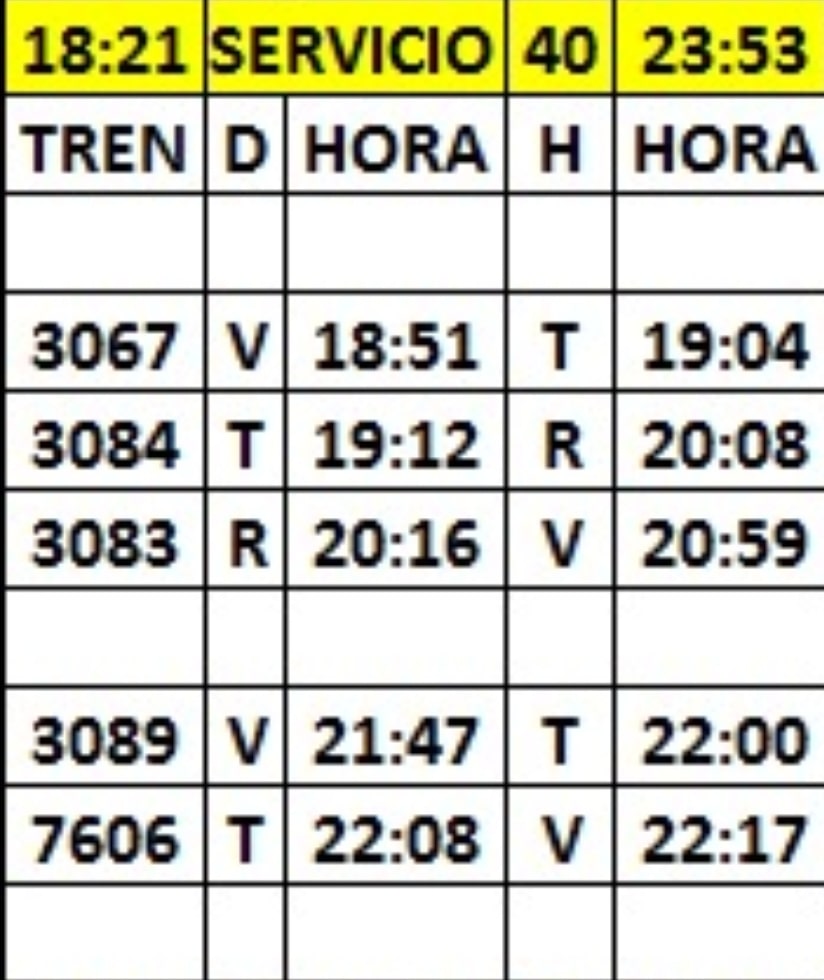 18:21 SERVICIO 40 23:53
TREN D HORA H HORA
3067 V 18:51 T 19:04
3084 T 19:12 R 20:08
3083 R 20:16 V 20:59
3089 V 21:47 T 22:00
7606 T 22:08 V 22:17